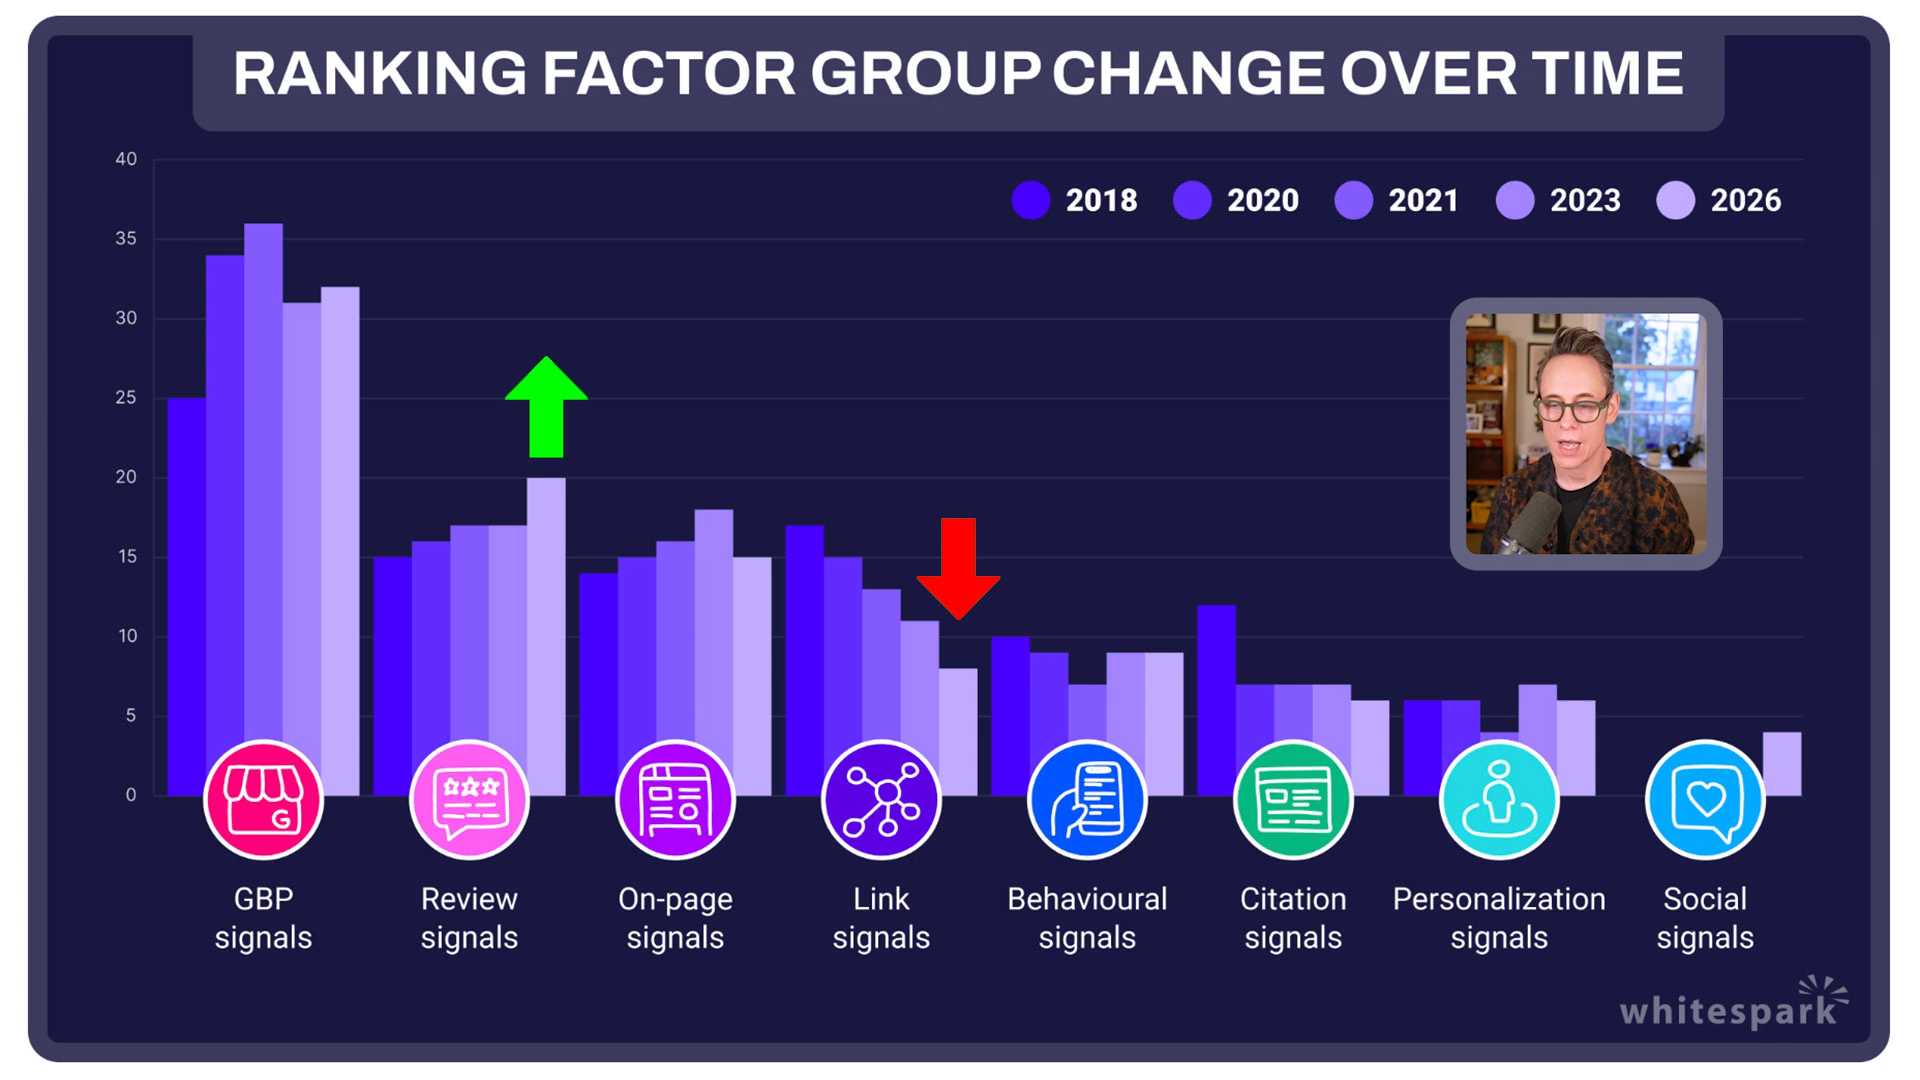 RANKING FACTOR GROUP CHANGE OVER TIME
2018 2020 2021 2023 2026
40
35
30
25
20
15
10
5
0
G
GBP signals
Review signals
On-page signals
Link signals
Behavioural signals
Citation signals
Personalization signals
Social signals
whitespark